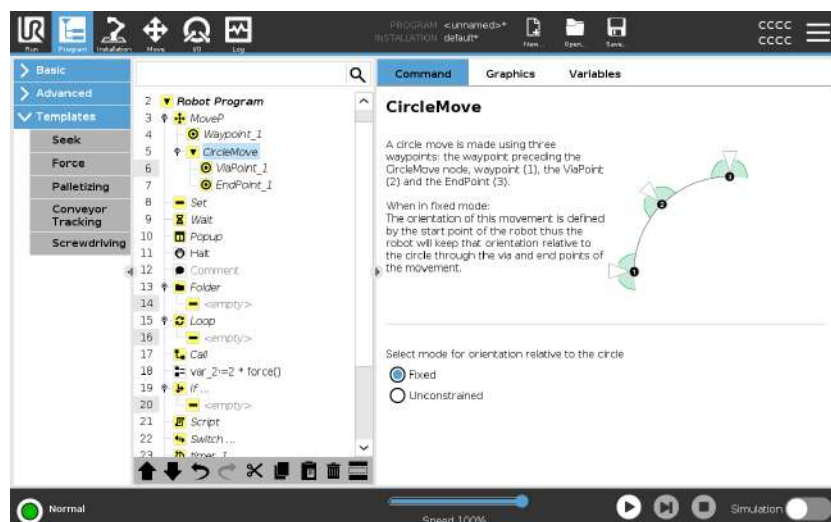 PROGRAM <unnamed>*
INSTALLATION default*
CCCC
CCCC
Run
Program
Installation
Move
I/O
Log
New...
Open...
Save...
Basic
Advanced
Templates
Seek
Force
Palletizing
Conveyor
Tracking
Screwdriving
2 Robot Program
3 MoveP
4 Waypoint_1
5 CircleMove
6 ViaPoint_1
7 EndPoint_1
8 Set
9 Wait
10 Popup
11 Halt
12 Comment
13 Folder
14 <empty>
15 Loop
16 <empty>
17 Call
18 var_2≔2 * force()
19 If ...
20 <empty>
21 Script
22 Switch ...
23 timer_1
Command
Graphics
Variables
CircleMove
A circle move is made using three
waypoints: the waypoint preceding the
CircleMove node, waypoint (1), the ViaPoint
(2) and the EndPoint (3).
When in fixed mode:
The orientation of this movement is defined
by the start point of the robot thus the
robot will keep that orientation relative to
the circle through the via and end points of
the movement.
1
2
3
Select mode for orientation relative to the circle
Fixed
Unconstrained
Normal
Speed 100%
Simulation